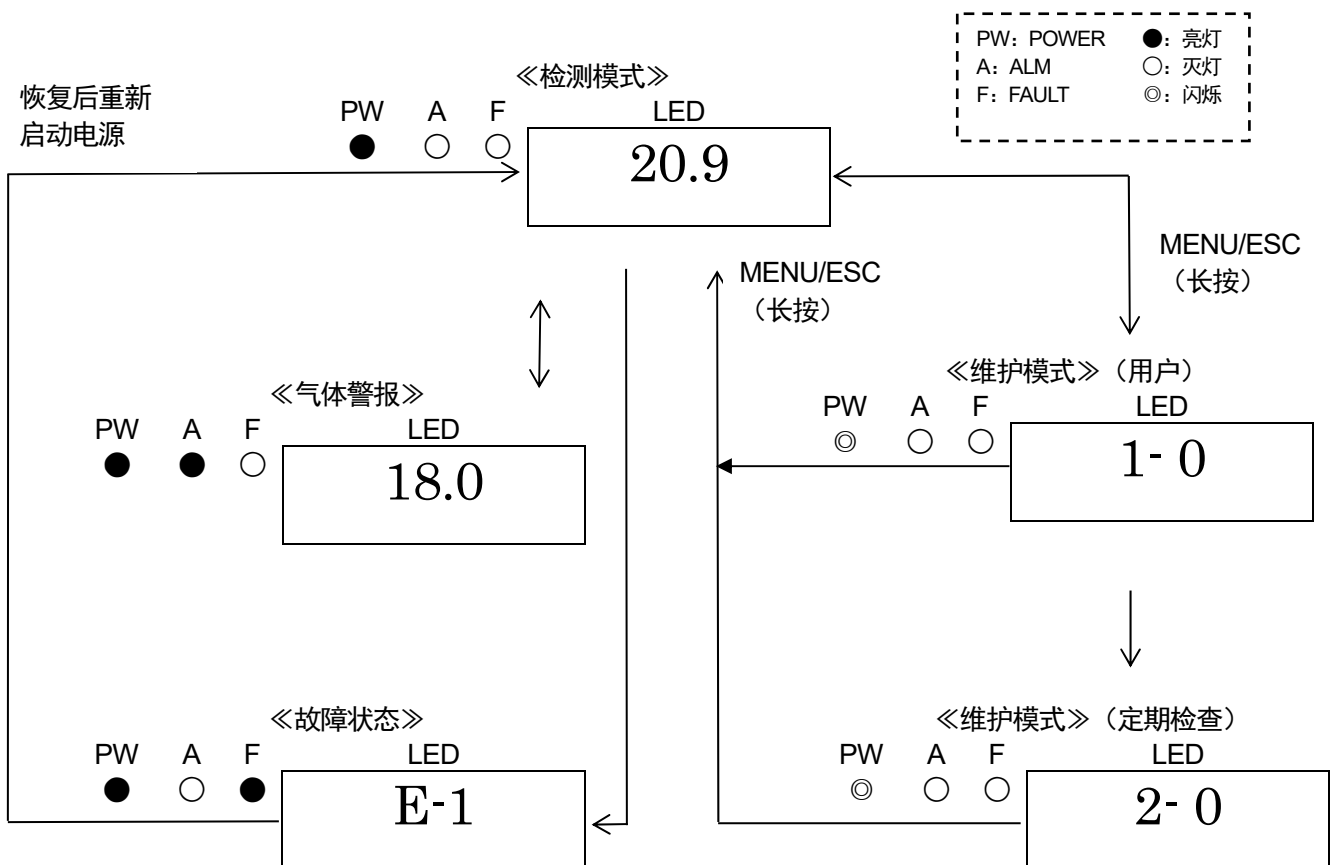 PW：POWER ●：亮灯
A：ALM ○：灭灯
F：FAULT ◎：闪烁
恢复后重新
启动电源
≪检测模式≫
PW A F LED
● ○ ○
20.9
MENU/ESC
（长按）
MENU/ESC
（长按）
≪气体警报≫
PW A F LED
● ● ○
18.0
≪维护模式≫（用户）
PW A F LED
◎ ○ ○
1- 0
≪故障状态≫
PW A F LED
● ○ ●
E-1
≪维护模式≫（定期检查）
PW A F LED
◎ ○ ○
2- 0